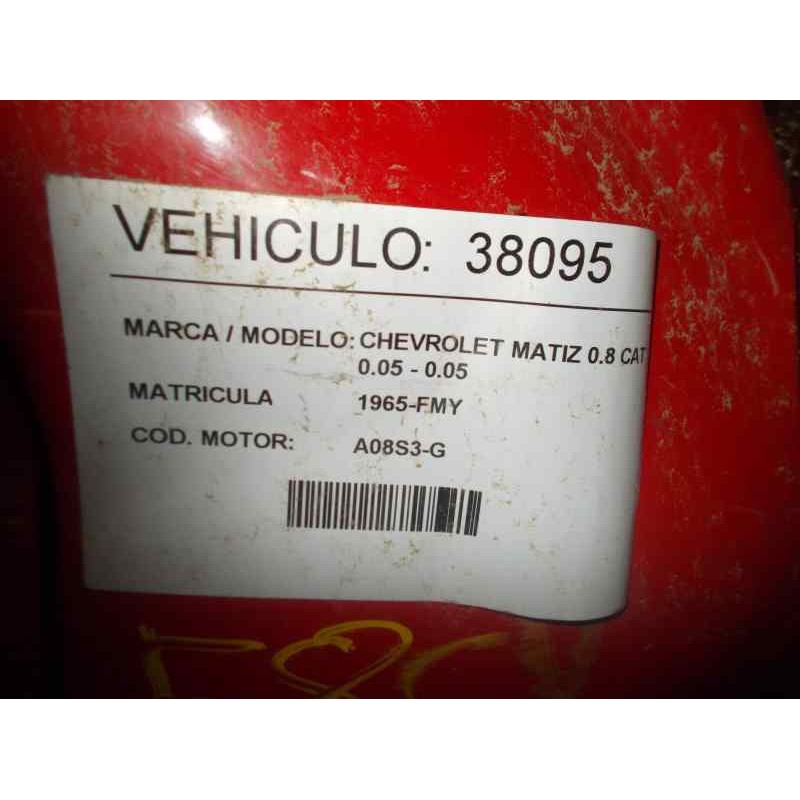 VEHICULO: 38095
MARCA / MODELO: CHEVROLET MATIZ 0.8 CAT
0.05 - 0.05
MATRICULA 1965-FMY
COD. MOTOR: A08S3-G